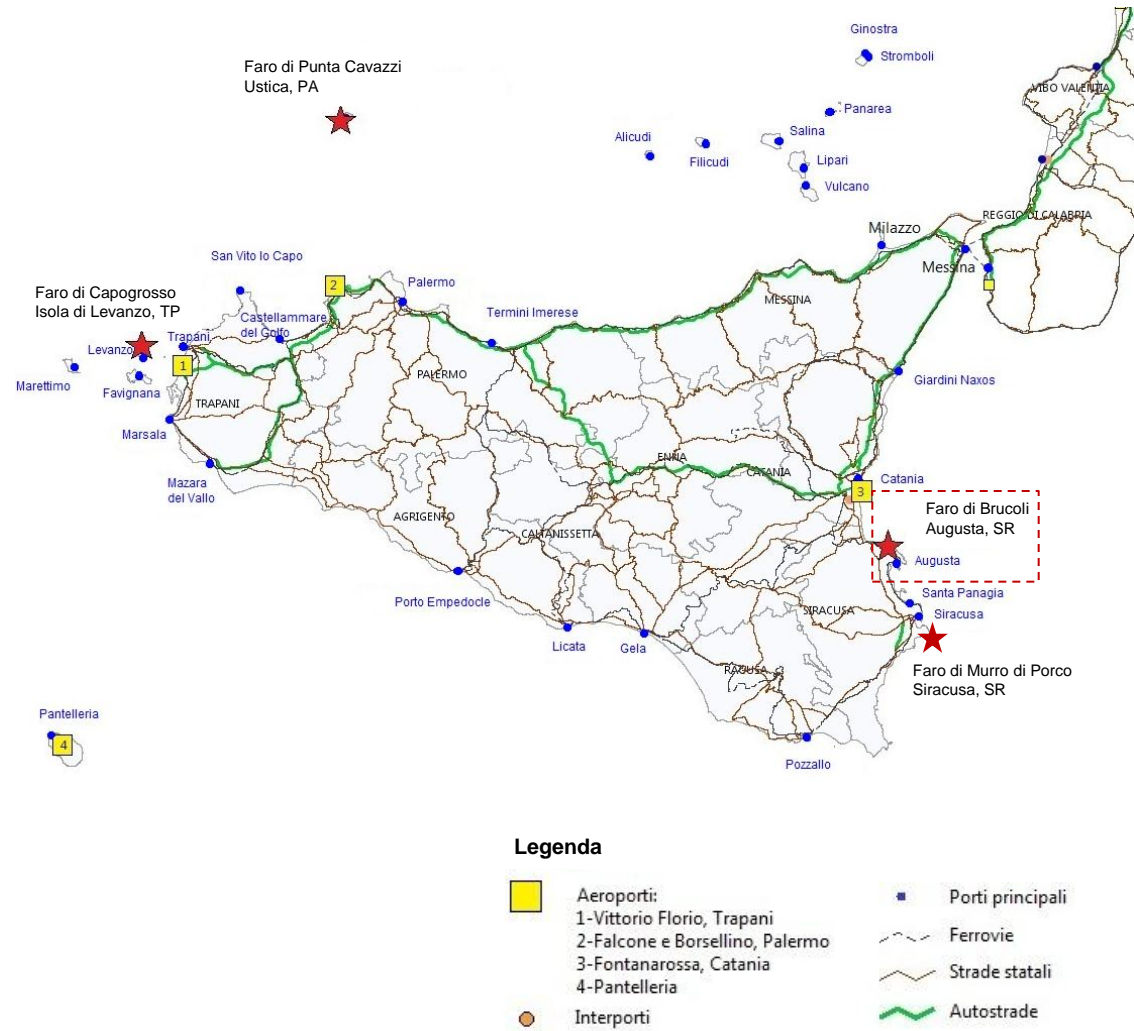 Ginostra
Stromboli
Faro di Punta Cavazzi
Ustica, PA
VIBO VALENTIA
Panarea
Alicudi
Salina
Filicudi
Lipari
Vulcano
REGGIO DI CALABRIA
Milazzo
San Vito lo Capo
Messina
Faro di Capogrosso
Isola di Levanzo, TP
2
Palermo
MESSINA
Castellammare
del Golfo
Termini Imerese
Trapani
Levanzo
1
Marettimo
Favignana
PALERMO
Giardini Naxos
TRAPANI
Marsala
ENNA
CATANIA
Catania
3
Mazara
del Vallo
Faro di Brucoli
Augusta, SR
AGRIGENTO
CALTANISSETTA
Augusta
Porto Empedocle
Santa Panagia
SIRACUSA
Siracusa
Licata
Gela
RAGUSA
Faro di Murro di Porco
Siracusa, SR
Pantelleria
4
Pozzallo
Legenda
Aeroporti:
1-Vittorio Florio, Trapani
2-Falcone e Borsellino, Palermo
3-Fontanarossa, Catania
4-Pantelleria
Interporti
Porti principali
Ferrovie
Strade statali
Autostrade